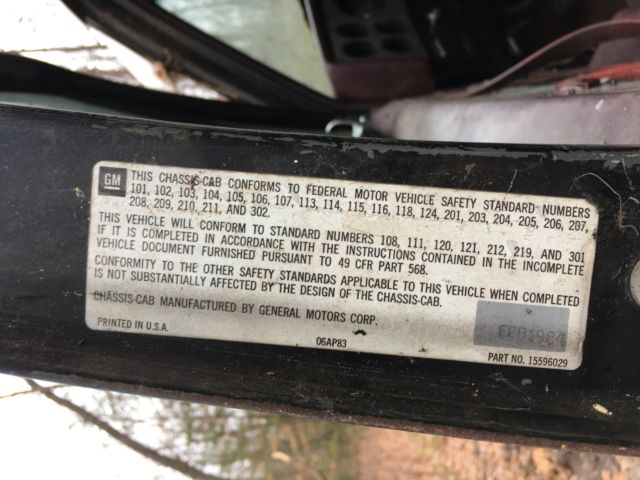 GM
THIS CHASSIS-CAB CONFORMS TO FEDERAL MOTOR VEHICLE SAFETY STANDARD NUMBERS
101, 102, 103, 104, 105, 106, 107, 113, 114, 115, 116, 118, 124, 201, 203, 204, 205, 206, 207,
208, 209, 210, 211, AND 302.
THIS VEHICLE WILL CONFORM TO STANDARD NUMBERS 108, 111, 120, 121, 212, 219, AND 301
IF IT IS COMPLETED IN ACCORDANCE WITH THE INSTRUCTIONS CONTAINED IN THE INCOMPLETE
VEHICLE DOCUMENT FURNISHED PURSUANT TO 49 CFR PART 568.
CONFORMITY TO THE OTHER SAFETY STANDARDS APPLICABLE TO THIS VEHICLE WHEN COMPLETED
IS NOT SUBSTANTIALLY AFFECTED BY THE DESIGN OF THE CHASSIS-CAB.
CHASSIS-CAB MANUFACTURED BY GENERAL MOTORS CORP.
FEB 1984
PRINTED IN U.S.A.
06AP83
PART NO. 15596029